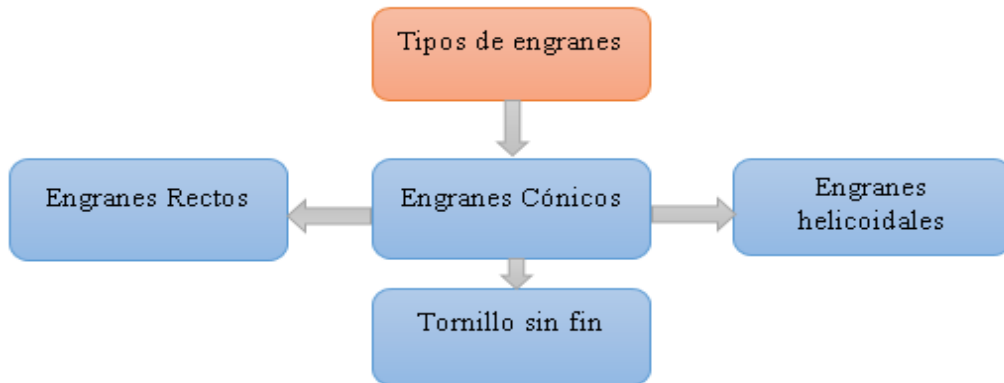 Tipos de engranes
Engranes Rectos
Engranes Cónicos
Engranes
helicoidales
Tornillo sin fin